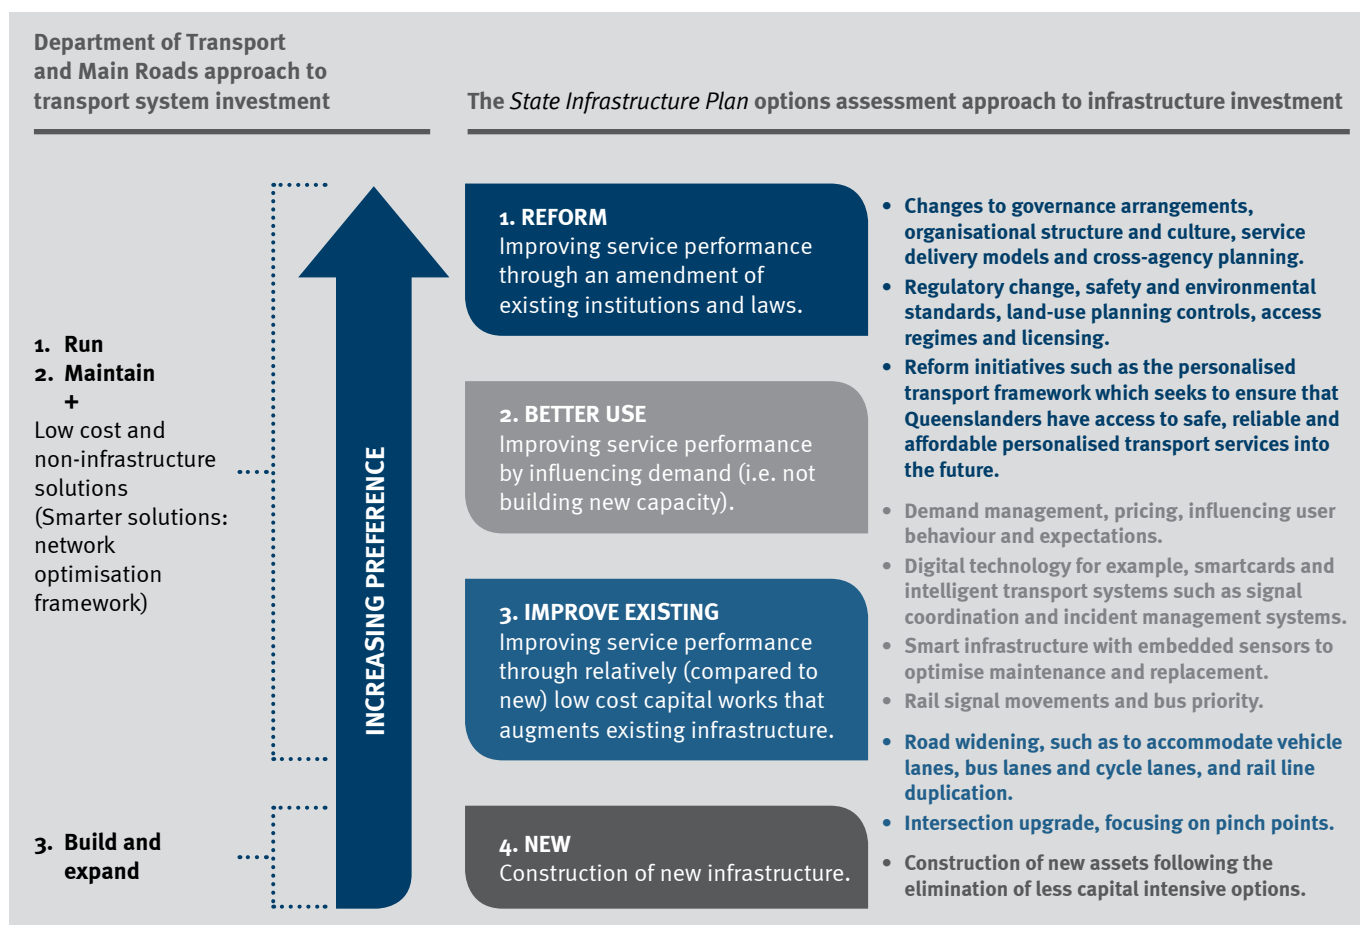 Department of Transport
and Main Roads approach to
transport system investment
The State Infrastructure Plan options assessment approach to infrastructure investment
1. Run
2. Maintain
+
Low cost and
non-infrastructure
solutions
(Smarter solutions:
network
optimisation
framework)
3. Build and
expand
INCREASING PREFERENCE
1. REFORM
Improving service performance
through an amendment of
existing institutions and laws.
• Changes to governance arrangements,
organisational structure and culture, service
delivery models and cross-agency planning.
• Regulatory change, safety and environmental
standards, land-use planning controls, access
regimes and licensing.
• Reform initiatives such as the personalised
transport framework which seeks to ensure that
Queenslanders have access to safe, reliable and
affordable personalised transport services into
the future.
2. BETTER USE
Improving service performance
by influencing demand (i.e. not
building new capacity).
• Demand management, pricing, influencing user
behaviour and expectations.
• Digital technology for example, smartcards and
intelligent transport systems such as signal
coordination and incident management systems.
• Smart infrastructure with embedded sensors to
optimise maintenance and replacement.
• Rail signal movements and bus priority.
3. IMPROVE EXISTING
Improving service performance
through relatively (compared to
new) low cost capital works that
augments existing infrastructure.
• Road widening, such as to accommodate vehicle
lanes, bus lanes and cycle lanes, and rail line
duplication.
• Intersection upgrade, focusing on pinch points.
4. NEW
Construction of new infrastructure.
• Construction of new assets following the
elimination of less capital intensive options.